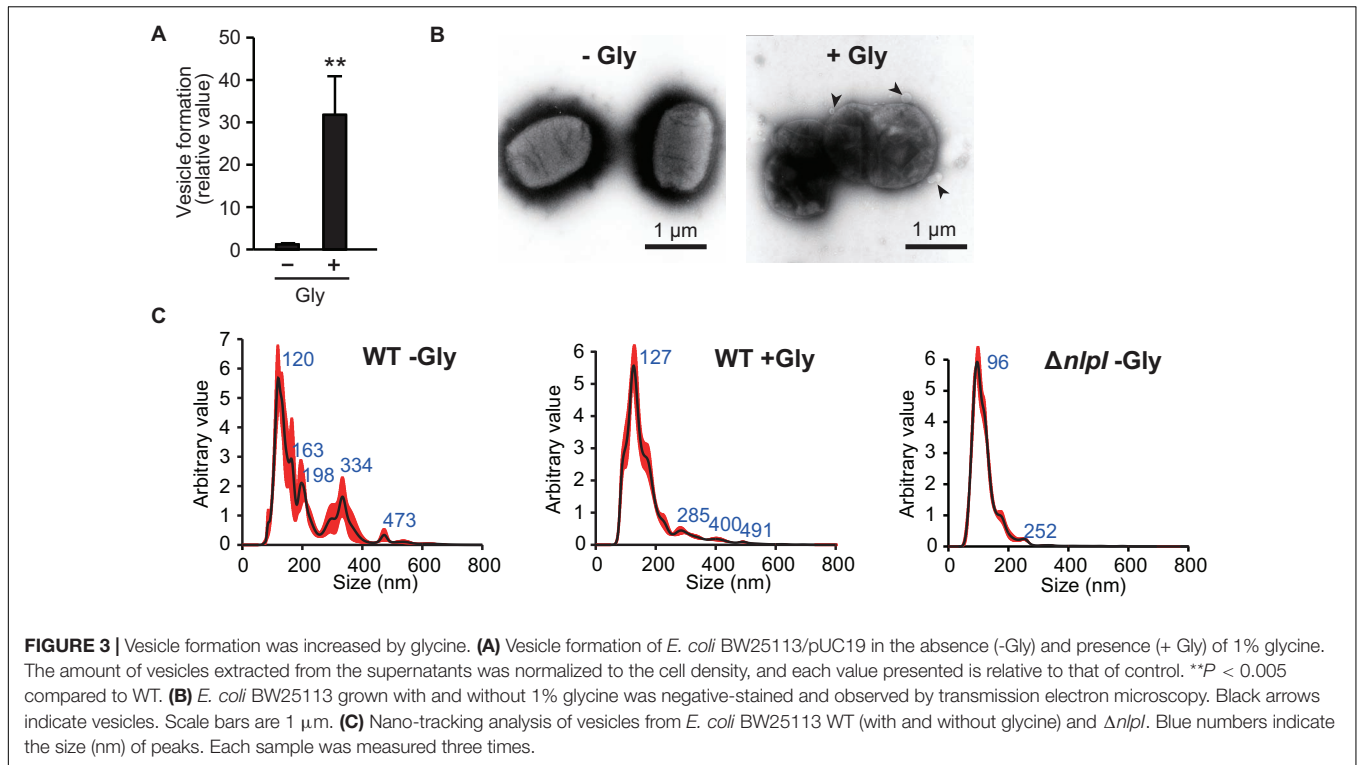 A
50
40
30
20
10
0
Vesicle formation
(relative value)
**
− +
Gly
B
- Gly
1 μm
+ Gly
1 μm
C
WT -Gly
7
6
5
4
3
2
1
0
Arbitrary value
120
163
198
334
473
0 200 400 600 800
Size (nm)
WT +Gly
6
5
4
3
2
1
0
Arbitrary value
127
285
400
491
0 200 400 600 800
Size (nm)
ΔnlpI -Gly
6
5
4
3
2
1
0
Arbitrary value
96
252
0 200 400 600 800
Size (nm)
FIGURE 3 | Vesicle formation was increased by glycine. (A) Vesicle formation of E. coli BW25113/pUC19 in the absence (-Gly) and presence (+ Gly) of 1% glycine.
The amount of vesicles extracted from the supernatants was normalized to the cell density, and each value presented is relative to that of control. **P < 0.005
compared to WT. (B) E. coli BW25113 grown with and without 1% glycine was negative-stained and observed by transmission electron microscopy. Black arrows
indicate vesicles. Scale bars are 1 μm. (C) Nano-tracking analysis of vesicles from E. coli BW25113 WT (with and without glycine) and ΔnlpI. Blue numbers indicate
the size (nm) of peaks. Each sample was measured three times.